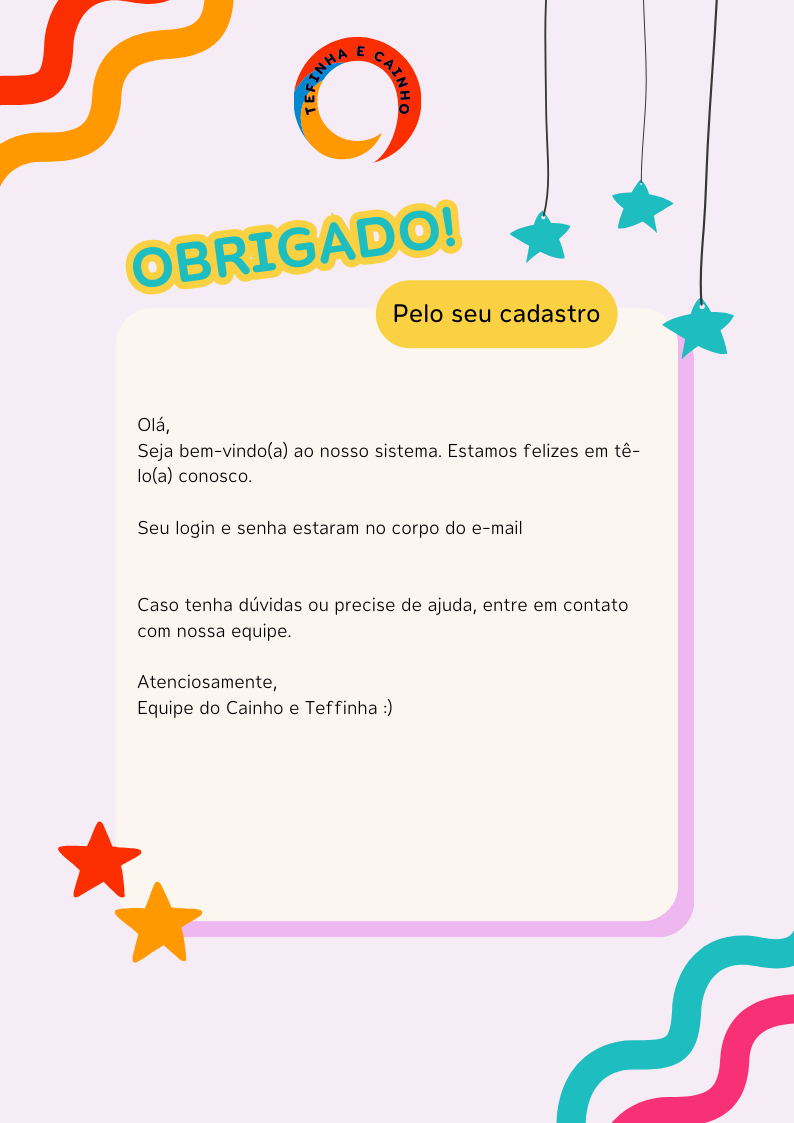 TEFINHA E CAINHO
OBRIGADO!
Pelo seu cadastro
Olá,
Seja bem-vindo(a) ao nosso sistema. Estamos felizes em tê-
lo(a) conosco.
Seu login e senha estaram no corpo do e-mail
Caso tenha dúvidas ou precise de ajuda, entre em contato
com nossa equipe.
Atenciosamente,
Equipe do Cainho e Teffinha :)